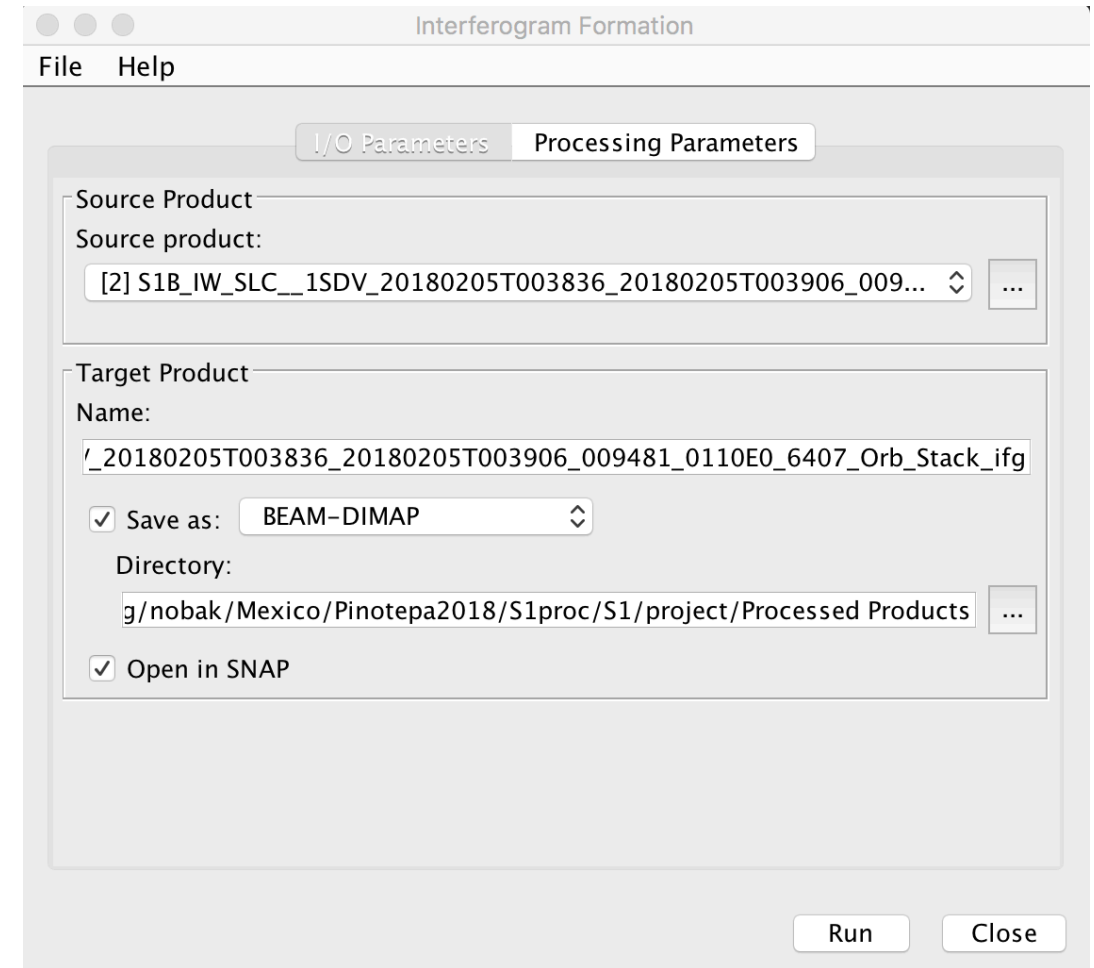 Interferogram Formation
File Help
I/O Parameters Processing Parameters
Source Product
Source product:
[2] S1B_IW_SLC__1SDV_20180205T003836_20180205T003906_009... ...
Target Product
Name:
/_20180205T003836_20180205T003906_009481_0110E0_6407_Orb_Stack_ifg
Save as: BEAM-DIMAP
Directory:
g/nobak/Mexico/Pinotepa2018/S1proc/S1/project/Processed Products ...
Open in SNAP
Run Close